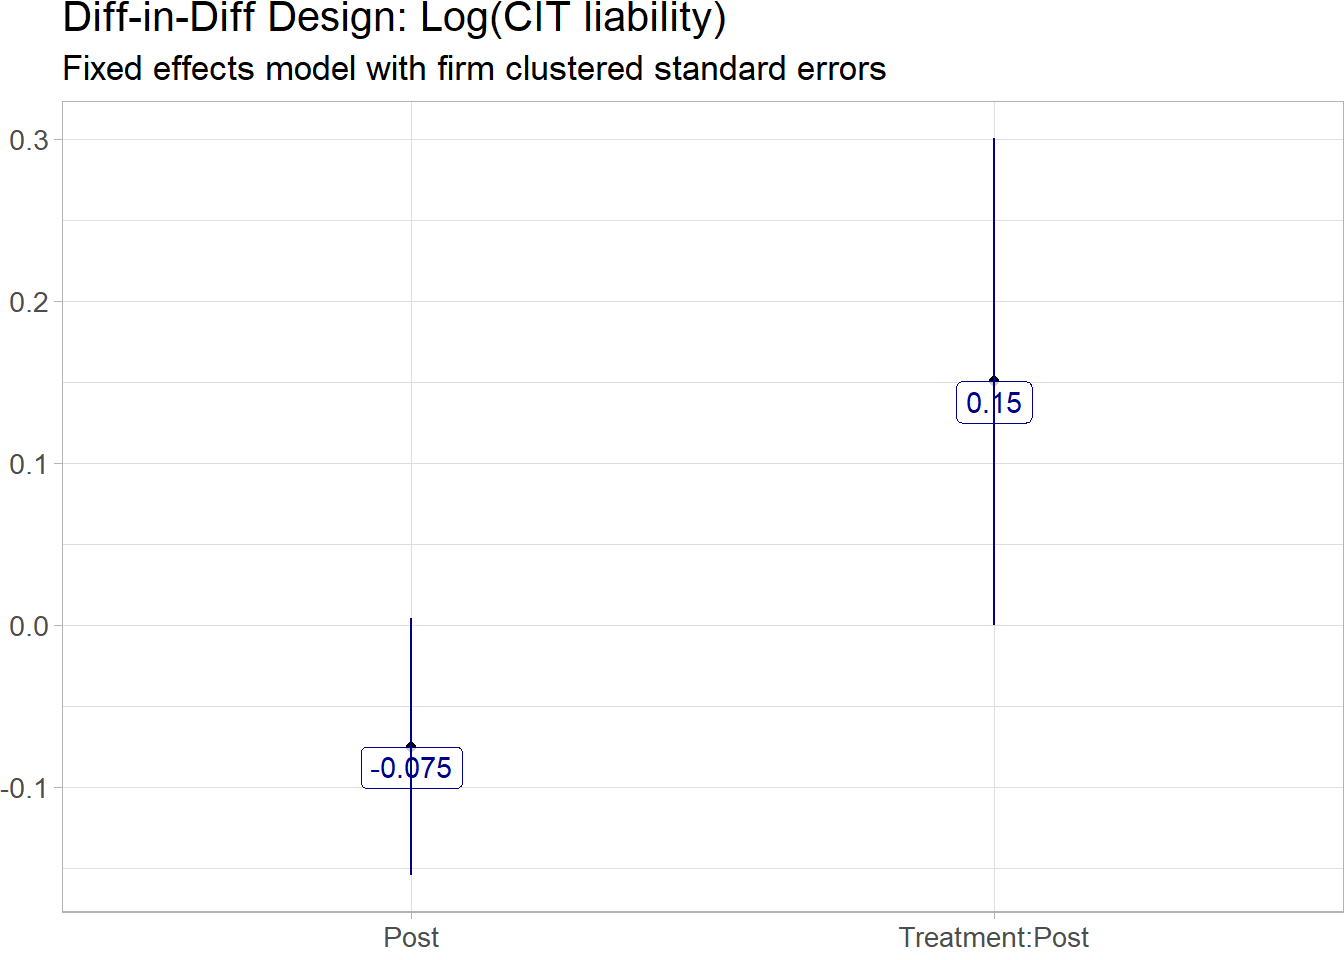 Diff-in-Diff Design: Log(CIT liability)
Fixed effects model with firm clustered standard errors
0.3
0.2
0.15
0.1
0.0
-0.075
-0.1
Post Treatment:Post